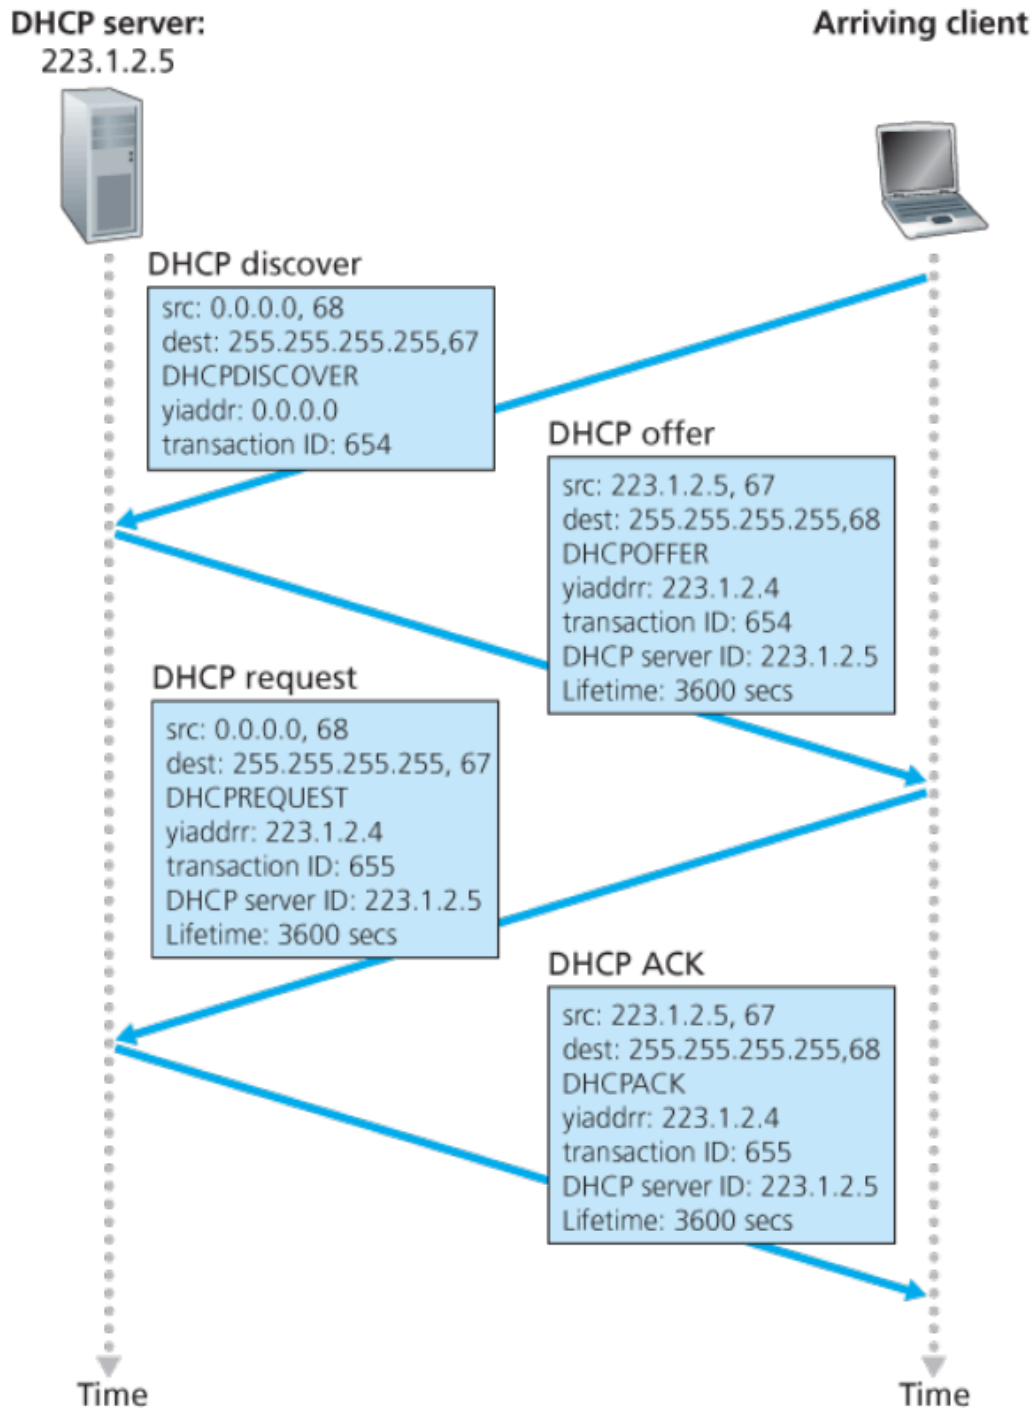 DHCP server:
223.1.2.5
Arriving client
DHCP discover
src: 0.0.0.0, 68
dest: 255.255.255.255,67
DHCPDISCOVER
yiaddr: 0.0.0.0
transaction ID: 654
DHCP offer
src: 223.1.2.5, 67
dest: 255.255.255.255,68
DHCPOFFER
yiaddrr: 223.1.2.4
transaction ID: 654
DHCP server ID: 223.1.2.5
Lifetime: 3600 secs
DHCP request
src: 0.0.0.0, 68
dest: 255.255.255.255, 67
DHCPREQUEST
yiaddrr: 223.1.2.4
transaction ID: 655
DHCP server ID: 223.1.2.5
Lifetime: 3600 secs
DHCP ACK
src: 223.1.2.5, 67
dest: 255.255.255.255,68
DHCPACK
yiaddrr: 223.1.2.4
transaction ID: 655
DHCP server ID: 223.1.2.5
Lifetime: 3600 secs
Time
Time